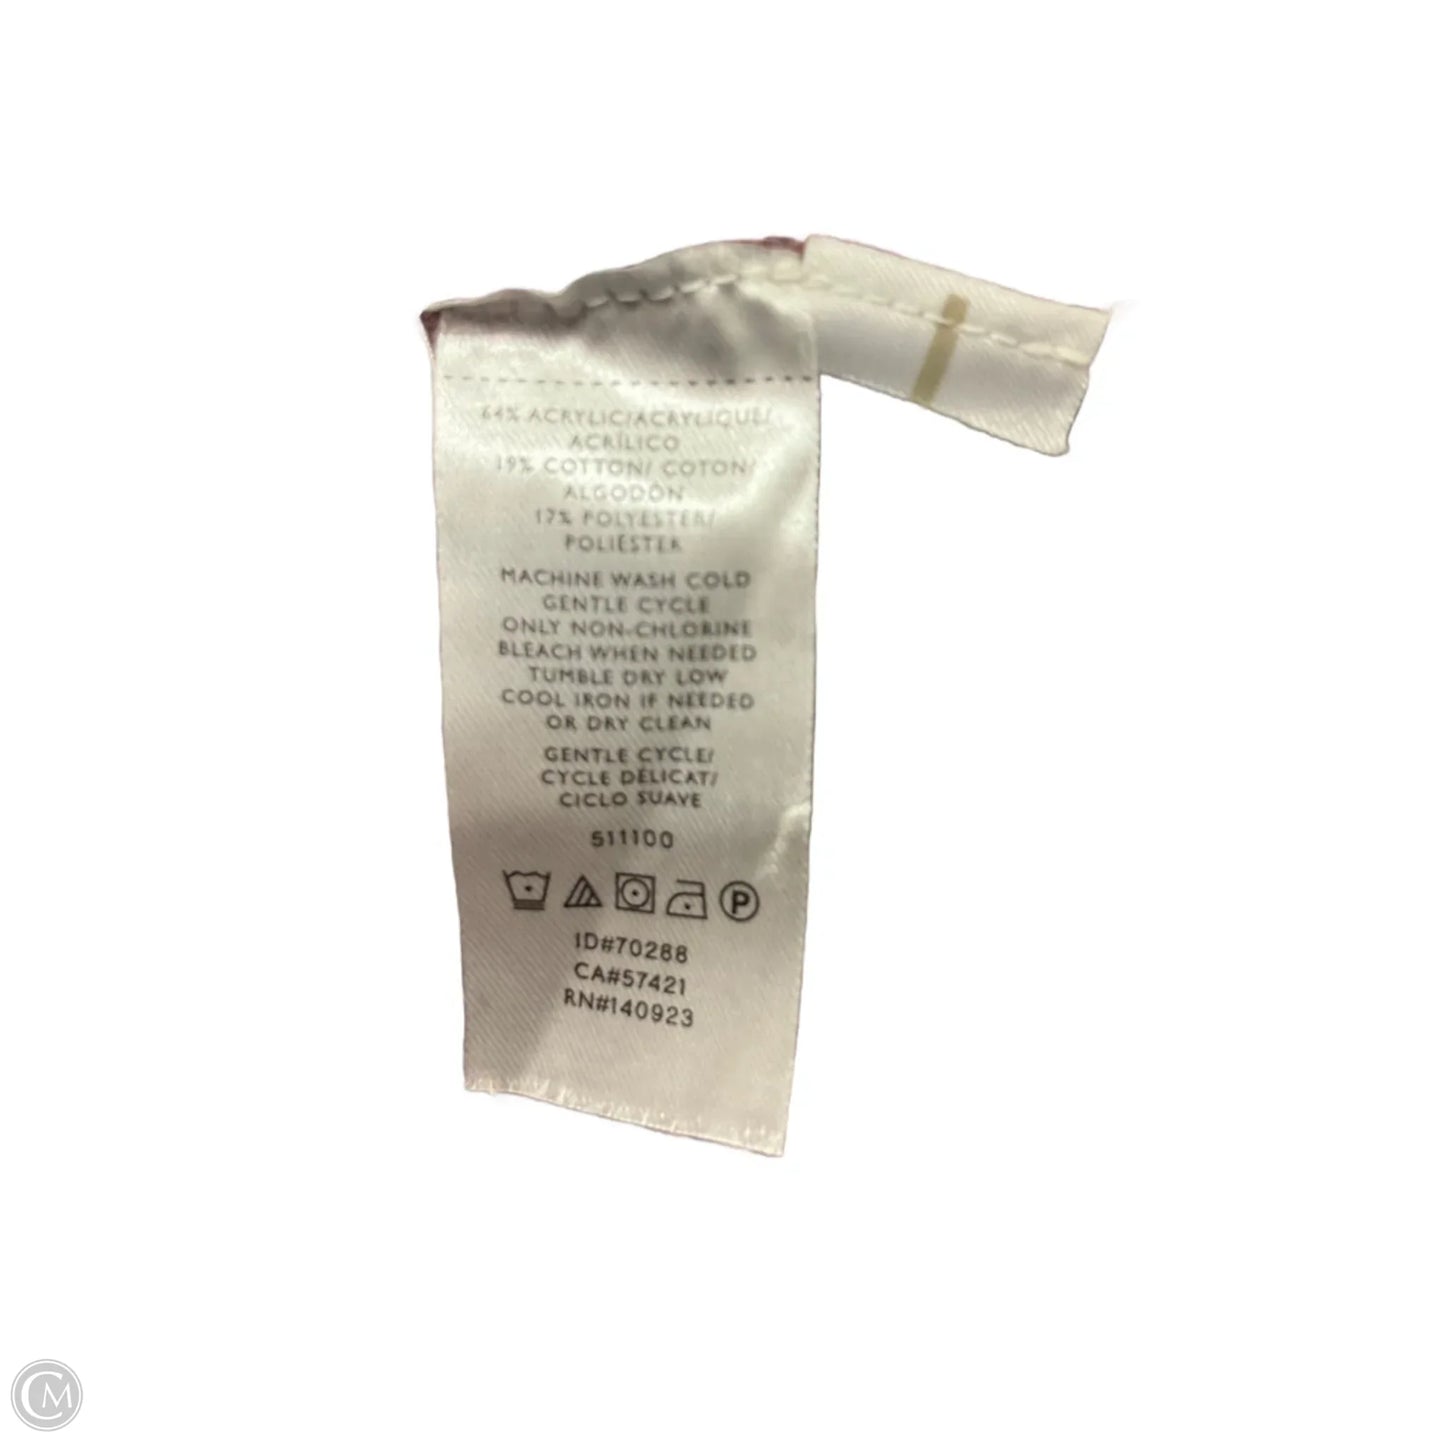 64% ACRYLIC/ACRYLIQUE/
ACRÍLICO
19% COTTON/ COTON/
ALGODÓN
17% POLYESTER/
POLIÉSTER
MACHINE WASH COLD
GENTLE CYCLE
ONLY NON-CHLORINE
BLEACH WHEN NEEDED
TUMBLE DRY LOW
COOL IRON IF NEEDED
OR DRY CLEAN
GENTLE CYCLE/
CYCLE DÉLICAT/
CICLO SUAVE
511100
P
ID#70288
CA#57421
RN#140923
CM